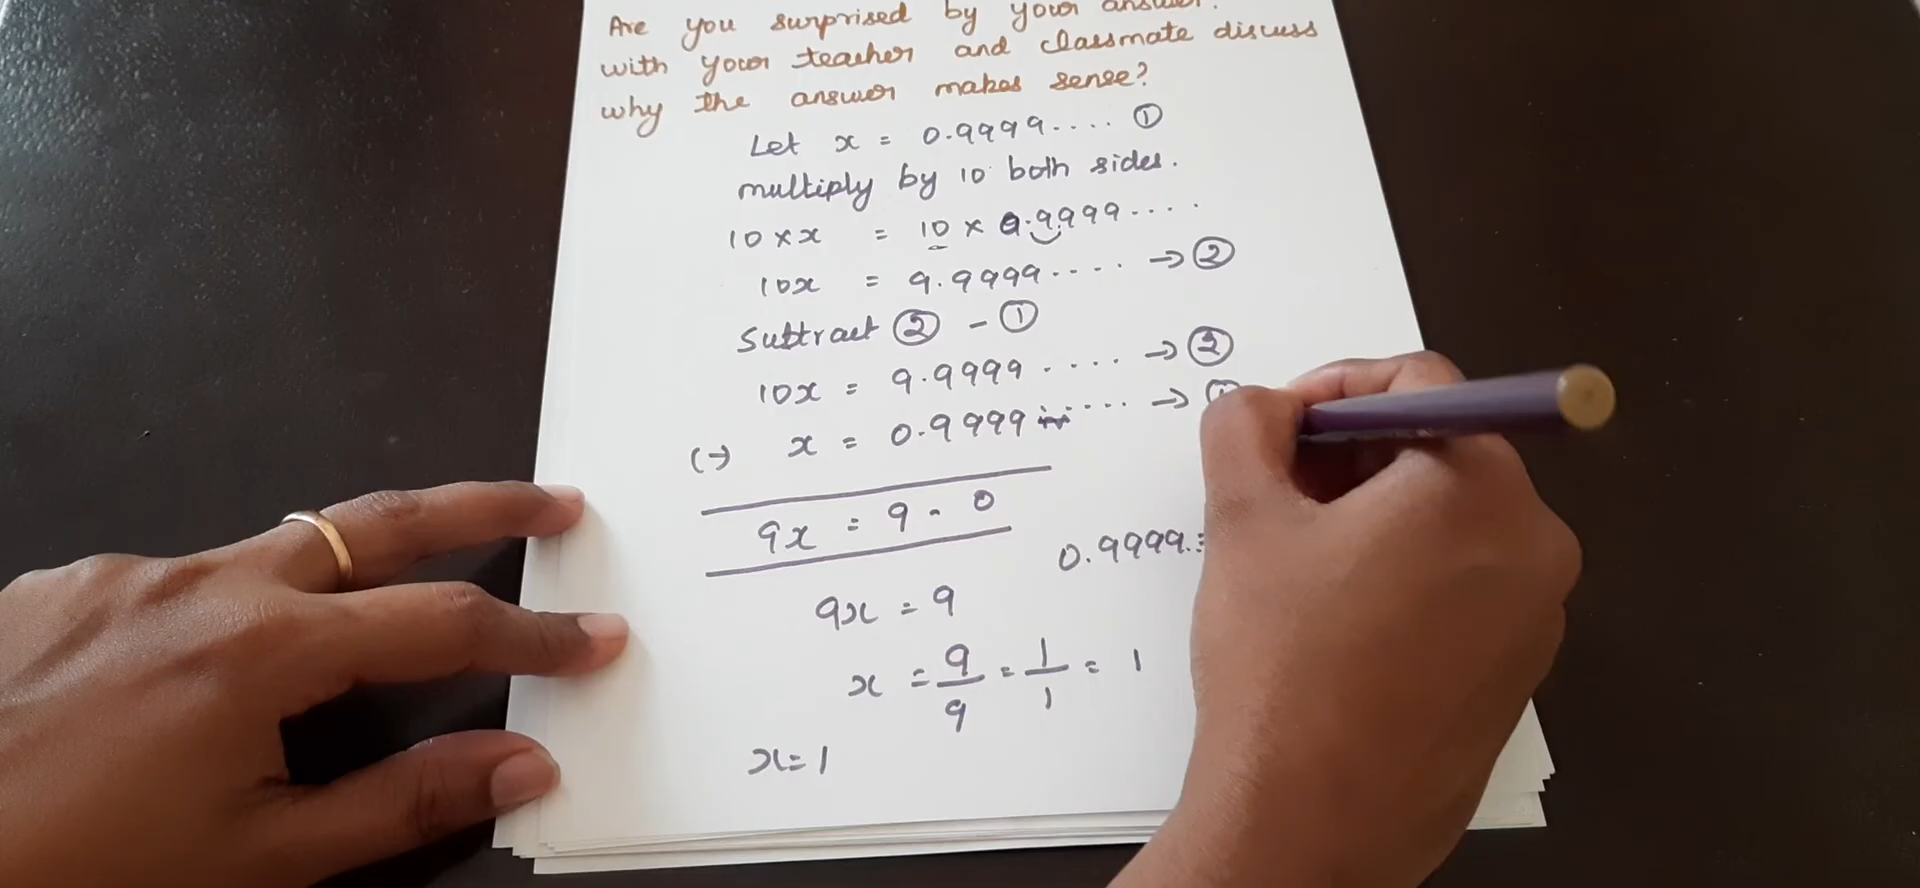 Are you surprised by your answer?
with your teacher and classmate discuss
why the answer makes sense?
Let x = 0.9999.... ①
multiply by 10 both sides.
10 × x = 10 × 0.9999....
10x = 9.9999.... → ②
Subtract ② - ①
10x = 9.9999.... → ②
(-) x = 0.9999.... → ①
9x = 9.0
0.9999..
9x = 9
x = 9/9 = 1/1 = 1
x = 1